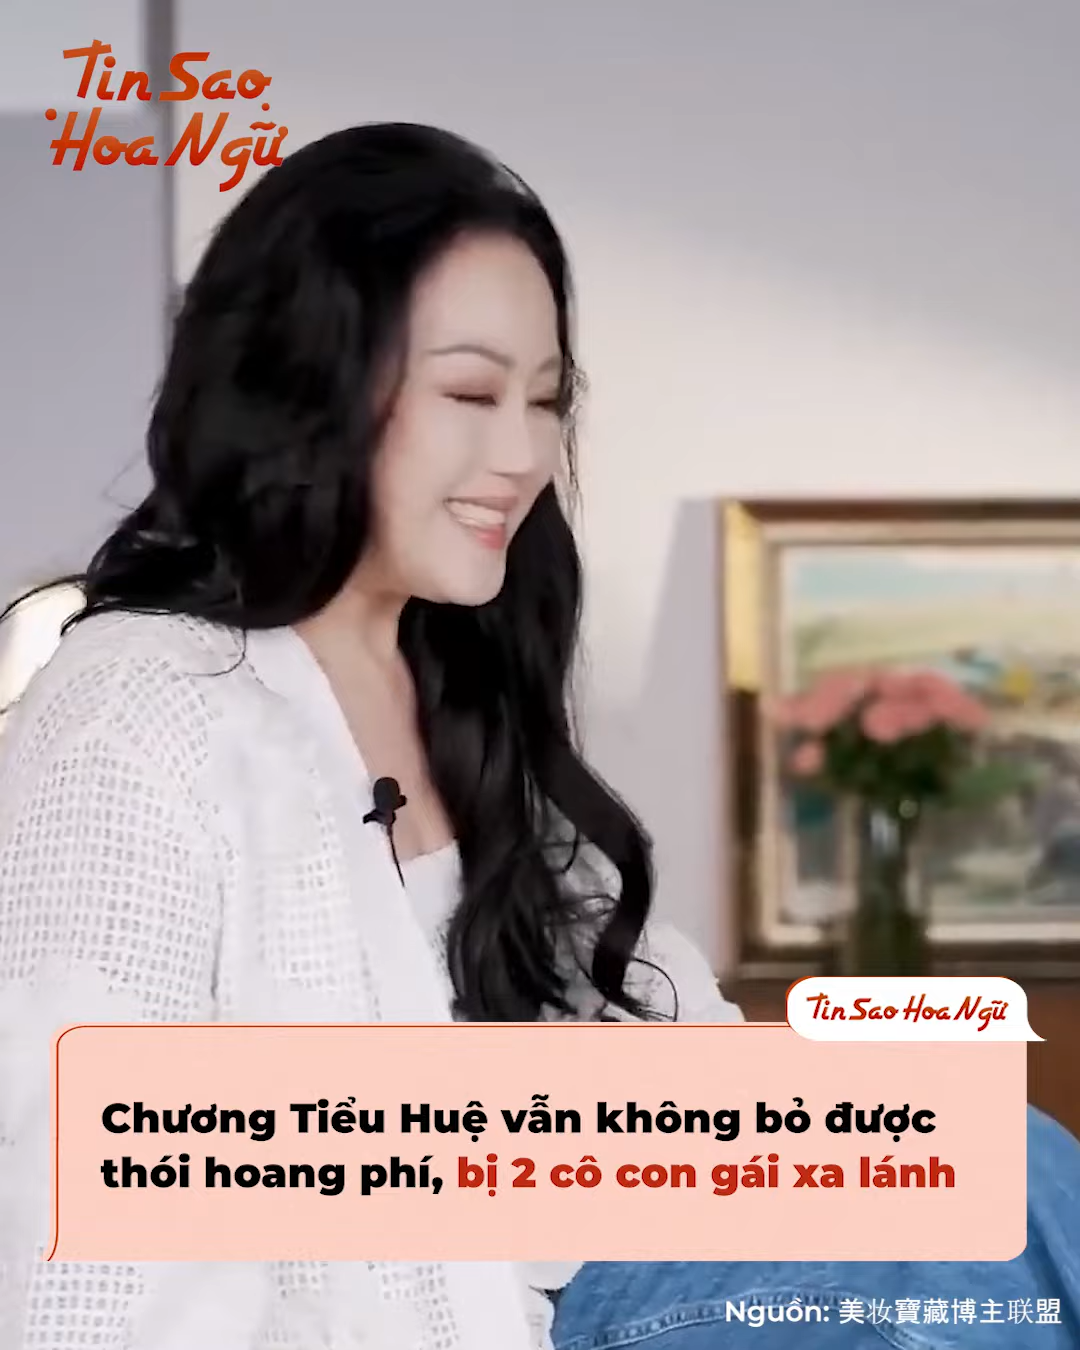 Tin Sao
Hoa Ngữ
Tin Sao Hoa Ngữ
Chương Tiểu Huệ vẫn không bỏ được
thói hoang phí, bị 2 cô con gái xa lánh
Nguồn: 美妆寶藏博主联盟